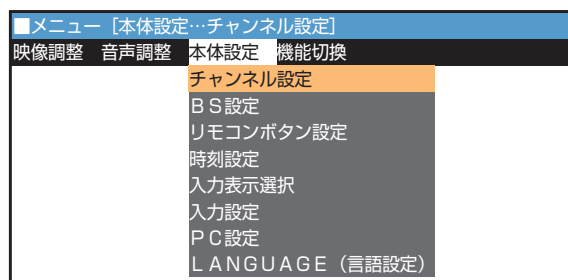 ■メニュー［本体設定…チャンネル設定］
映像調整 音声調整 本体設定 機能切換
チャンネル設定
ＢＳ設定
リモコンボタン設定
時刻設定
入力表示選択
入力設定
ＰＣ設定
ＬＡＮＧＵＡＧＥ（言語設定）